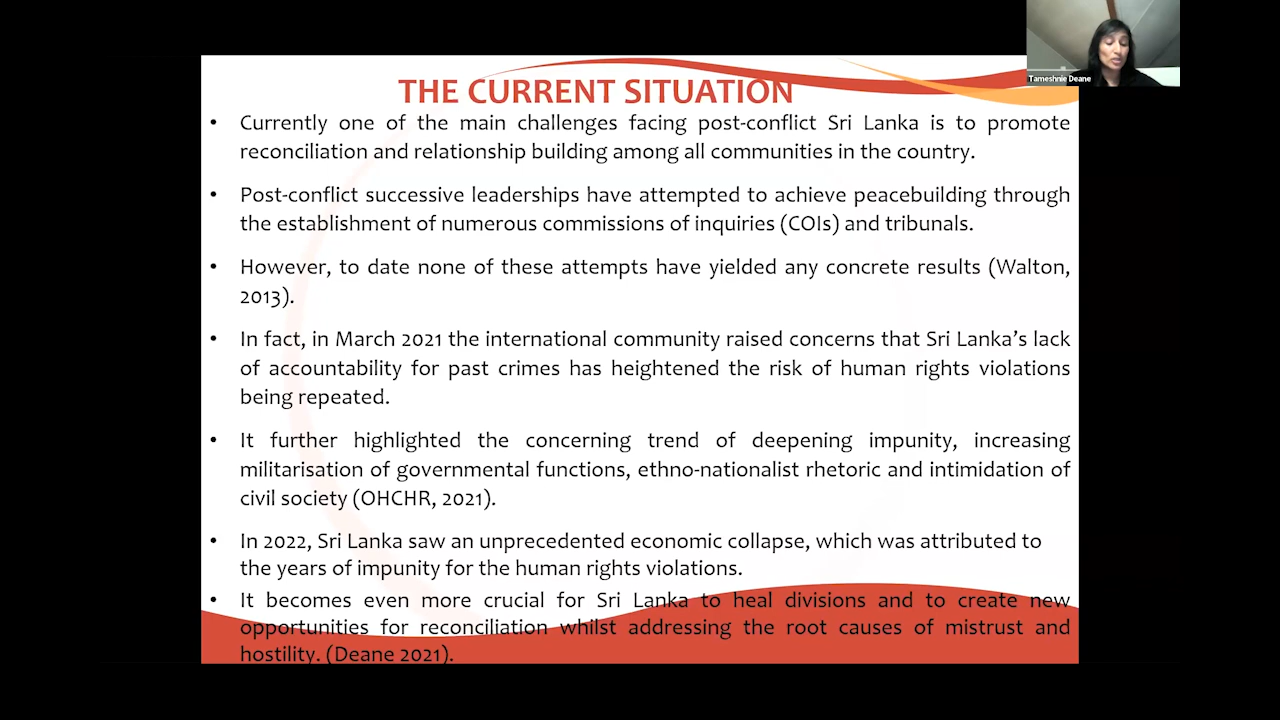 Tameshnie Deane
THE CURRENT SITUATION
• Currently one of the main challenges facing post-conflict Sri Lanka is to promote
reconciliation and relationship building among all communities in the country.
• Post-conflict successive leaderships have attempted to achieve peacebuilding through
the establishment of numerous commissions of inquiries (COIs) and tribunals.
• However, to date none of these attempts have yielded any concrete results (Walton,
2013).
• In fact, in March 2021 the international community raised concerns that Sri Lanka's lack
of accountability for past crimes has heightened the risk of human rights violations
being repeated.
• It further highlighted the concerning trend of deepening impunity, increasing
militarisation of governmental functions, ethno-nationalist rhetoric and intimidation of
civil society (OHCHR, 2021).
• In 2022, Sri Lanka saw an unprecedented economic collapse, which was attributed to
the years of impunity for the human rights violations.
• It becomes even more crucial for Sri Lanka to heal divisions and to create new
opportunities for reconciliation whilst addressing the root causes of mistrust and
hostility. (Deane 2021).